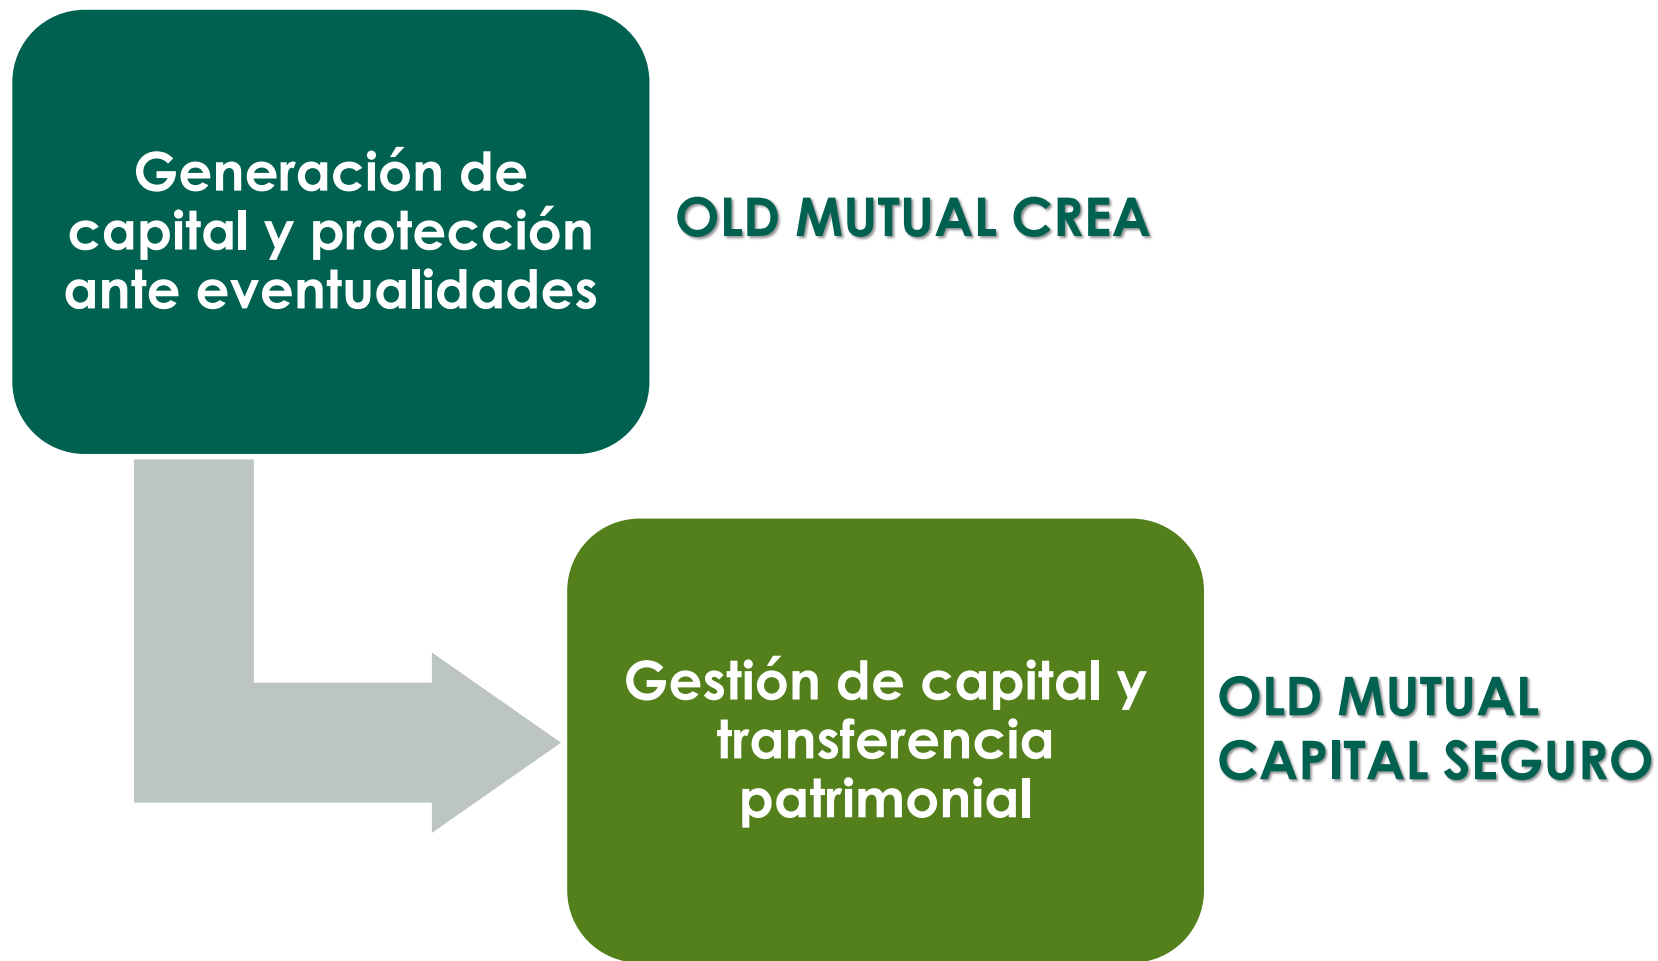 Generación de
capital y protección
ante eventualidades
OLD MUTUAL CREA
Gestión de capital y
transferencia
patrimonial
OLD MUTUAL
CAPITAL SEGURO